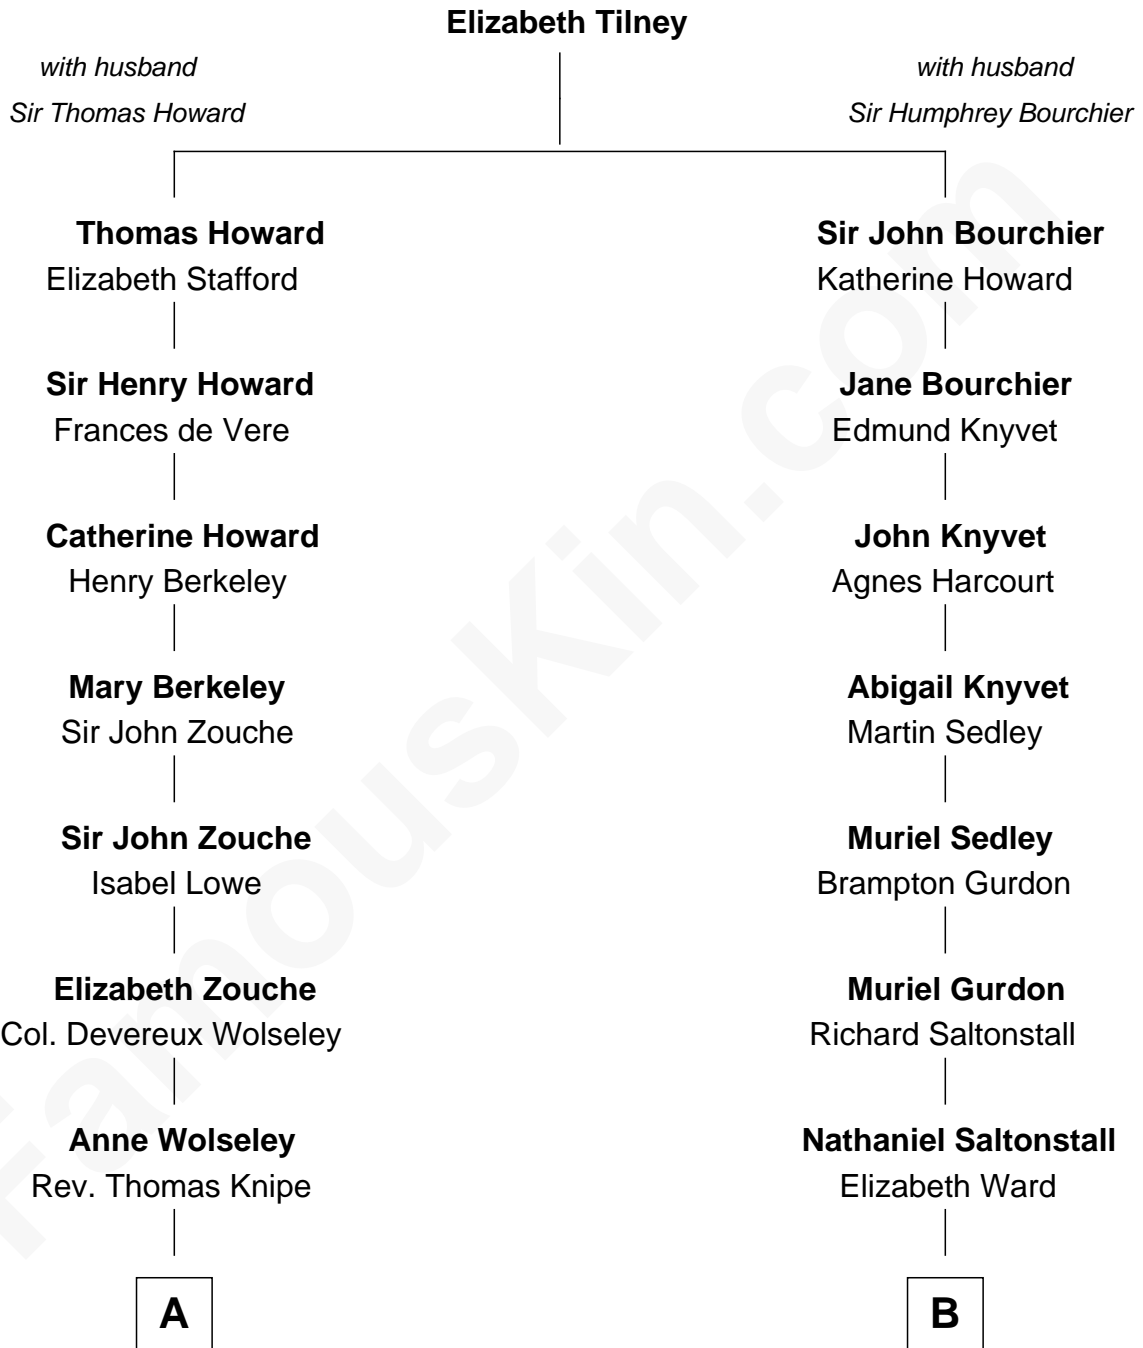 Elizabeth Tilney
with husband
Sir Thomas Howard
with husband
Sir Humphrey Bourchier
Thomas Howard
Elizabeth Stafford
Sir John Bourchier
Katherine Howard
Sir Henry Howard
Frances de Vere
Jane Bourchier
Edmund Knyvet
Catherine Howard
Henry Berkeley
John Knyvet
Agnes Harcourt
Mary Berkeley
Sir John Zouche
Abigail Knyvet
Martin Sedley
Sir John Zouche
Isabel Lowe
Muriel Sedley
Brampton Gurdon
Elizabeth Zouche
Col. Devereux Wolseley
Muriel Gurdon
Richard Saltonstall
Anne Wolseley
Rev. Thomas Knipe
Nathaniel Saltonstall
Elizabeth Ward
A
B
FamousKin.com